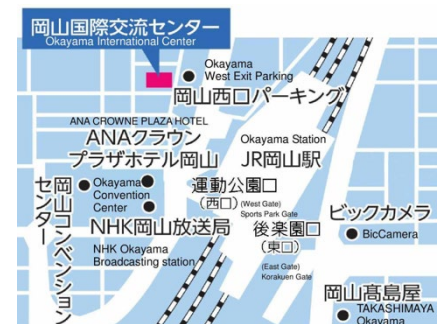 岡山国際交流センター
Okayama International Center
Okayama
West Exit Parking
岡山西口パーキング
ANA CROWNE PLAZA HOTEL
ANAクラウン
プラザホテル岡山
Okayama Station
JR岡山駅
岡山コンベンション
センター
Okayama
Convention
Center
運動公園口
(西口)
(West Gate)
Sports Park Gate
NHK岡山放送局
NHK Okayama
Broadcasting station
後楽園口
(東口)
(East Gate)
Korakuen Gate
ビックカメラ
BicCamera
岡山髙島屋
TAKASHIMAYA
Okayama